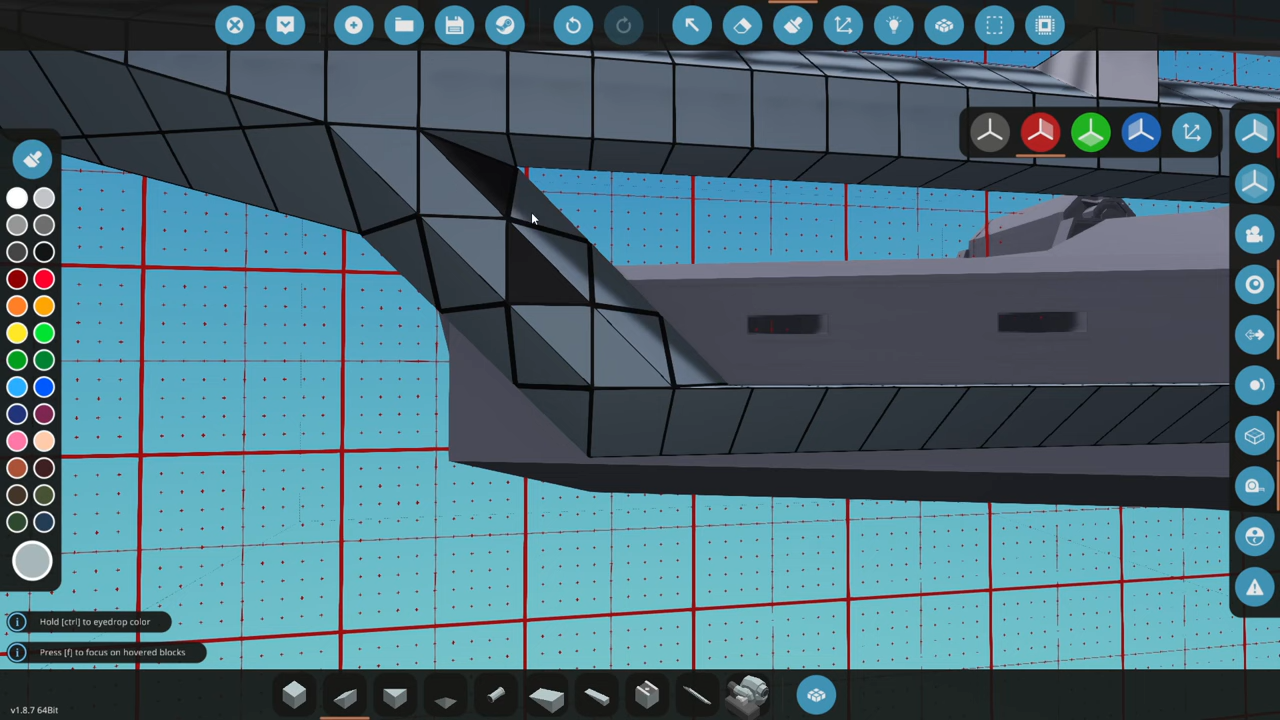 Hold [ctrl] to eyedrop color
Press [f] to focus on hovered blocks
v1.8.7 64Bit